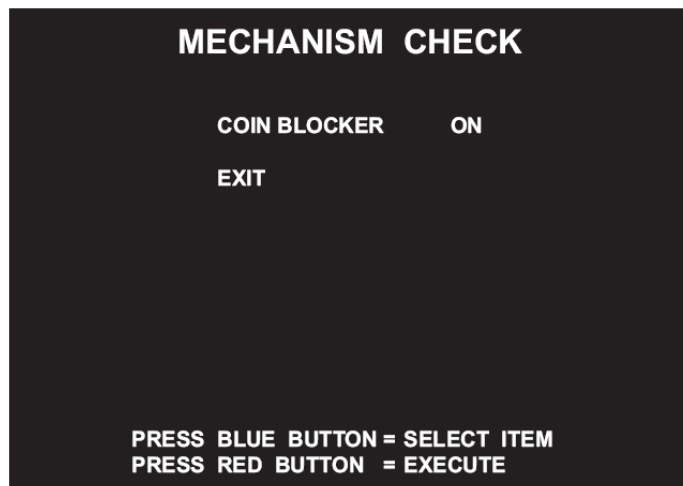 MECHANISM CHECK
COIN BLOCKER ON
EXIT
PRESS BLUE BUTTON = SELECT ITEM
PRESS RED BUTTON = EXECUTE